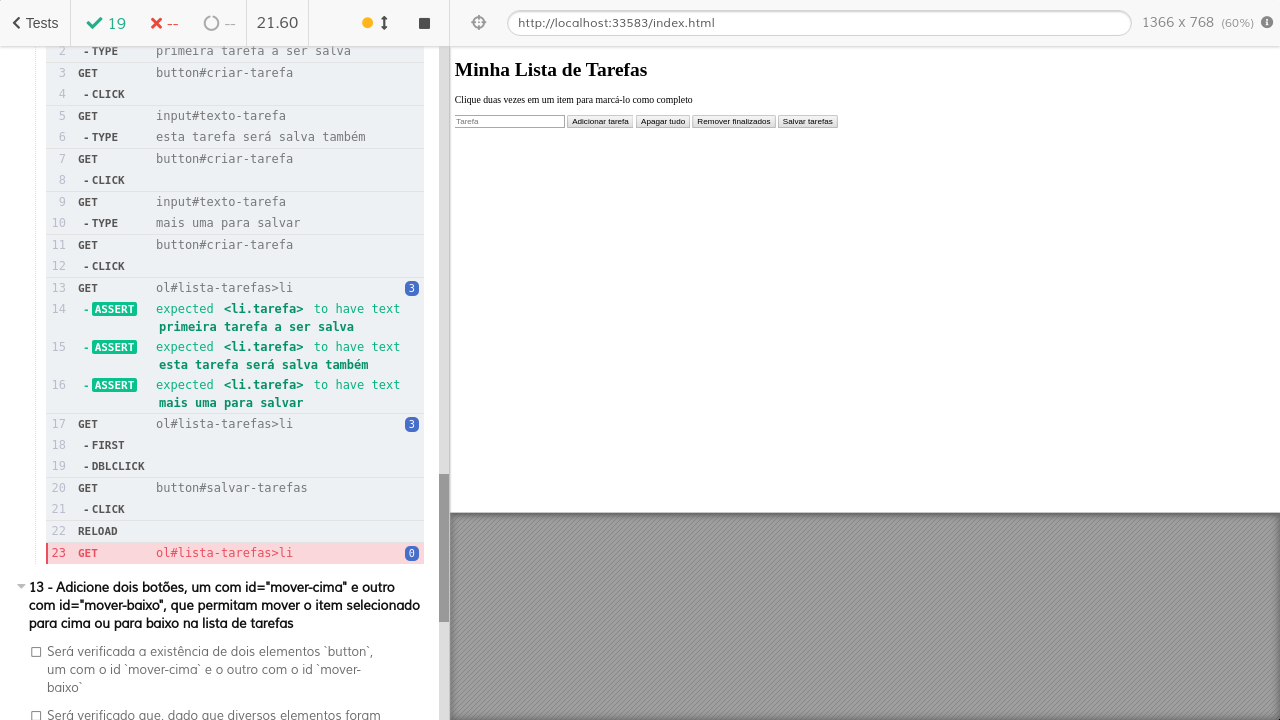 Tests 19 -- -- 21.60 http://localhost:33583/index.html 1366 x 768 (60%)
2 - TYPE primeira tarefa a ser salva
3 GET button#criar-tarefa
4 - CLICK
5 GET input#texto-tarefa
6 - TYPE esta tarefa será salva também
7 GET button#criar-tarefa
8 - CLICK
9 GET input#texto-tarefa
10 - TYPE mais uma para salvar
11 GET button#criar-tarefa
12 - CLICK
13 GET ol#lista-tarefas>li 3
14 - ASSERT expected <li.tarefa> to have text
primeira tarefa a ser salva
15 - ASSERT expected <li.tarefa> to have text
esta tarefa será salva também
16 - ASSERT expected <li.tarefa> to have text
mais uma para salvar
17 GET ol#lista-tarefas>li 3
18 - FIRST
19 - DBLCLICK
20 GET button#salvar-tarefas
21 - CLICK
22 RELOAD
23 GET ol#lista-tarefas>li 0
13 - Adicione dois botões, um com id="mover-cima" e outro
com id="mover-baixo", que permitam mover o item selecionado
para cima ou para baixo na lista de tarefas
Será verificada a existência de dois elementos `button`,
um com o id `mover-cima` e o outro com o id `mover-
baixo`
Será verificado que, dado que diversos elementos foram
Minha Lista de Tarefas
Clique duas vezes em um item para marcá-lo como completo
Tarefa Adicionar tarefa Apagar tudo Remover finalizados Salvar tarefas